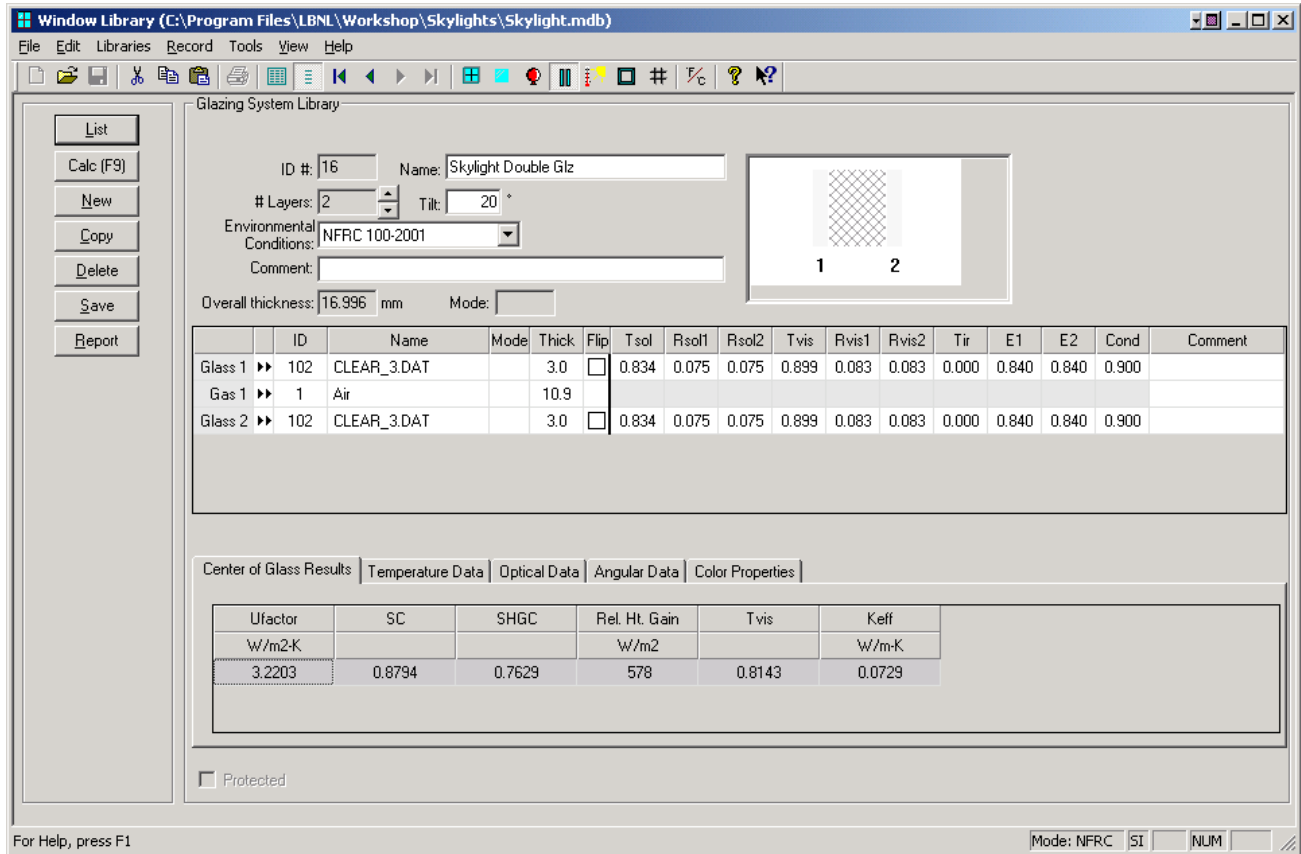 Window Library (C:\Program Files\LBNL\Workshop\Skylights\Skylight.mdb)
File Edit Libraries Record Tools View Help
°F/C ? ?
Glazing System Library
List
Calc (F9)
New
Copy
Delete
Save
Report
ID #: 16 Name: Skylight Double Glz
# Layers: 2 Tilt: 20 °
Environmental Conditions: NFRC 100-2001
Comment:
Overall thickness: 16.996 mm Mode:
1 2
ID Name Mode Thick Flip Tsol Rsol1 Rsol2 Tvis Rvis1 Rvis2 Tir E1 E2 Cond Comment
Glass 1 102 CLEAR_3.DAT 3.0 0.834 0.075 0.075 0.899 0.083 0.083 0.000 0.840 0.840 0.900
Gas 1 1 Air 10.9
Glass 2 102 CLEAR_3.DAT 3.0 0.834 0.075 0.075 0.899 0.083 0.083 0.000 0.840 0.840 0.900
Center of Glass Results Temperature Data Optical Data Angular Data Color Properties
Ufactor SC SHGC Rel. Ht. Gain Tvis Keff
W/m2-K W/m2 W/m-K
3.2203 0.8794 0.7629 578 0.8143 0.0729
Protected
For Help, press F1 Mode: NFRC SI NUM